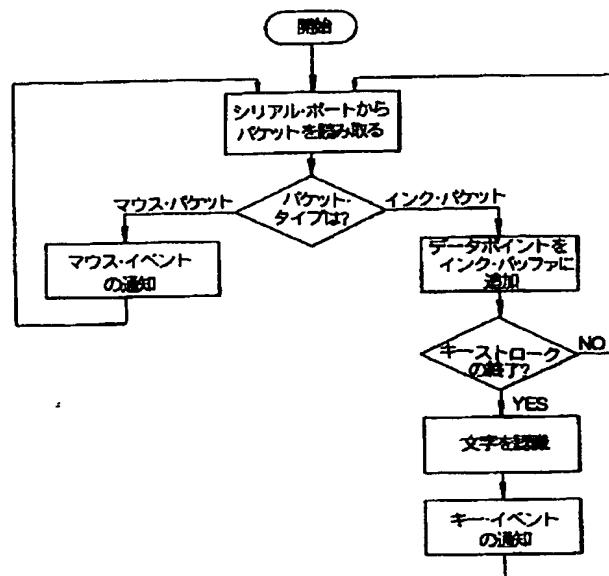 開始
シリアル・ポートから
パケットを読み取る
マウス・パケット
パケット・
タイプは?
インク・パケット
マウス・イベント
の通知
データポイントを
インク・バッファに
追加
キーストローク
の終了?
NO
YES
文字を認識
キー・イベント
の通知